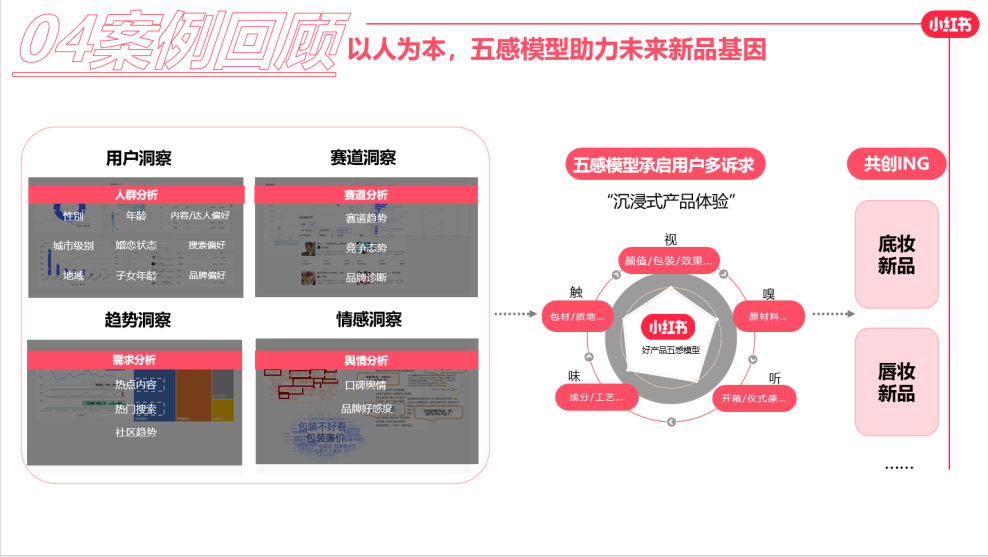 04案例回顾
以人为本，五感模型助力未来新品基因
小红书
用户洞察
人群分析
性别 年龄 内容/达人偏好
城市级别 婚恋状态 搜索偏好
地域 子女年龄 品牌偏好
赛道洞察
赛道分析
赛道趋势
竞争态势
品牌诊断
趋势洞察
需求分析
热点内容
热门搜索
社区趋势
情感洞察
舆情分析
口碑舆情
品牌好感度
包装不好看
包装廉价
五感模型承启用户多诉求
“沉浸式产品体验”
视
颜值/包装/效果...
触
包材/质地...
嗅
原材料...
小红书
好产品五感模型
味
成分/工艺...
听
开箱/仪式感...
共创ING
底妆
新品
唇妆
新品
......